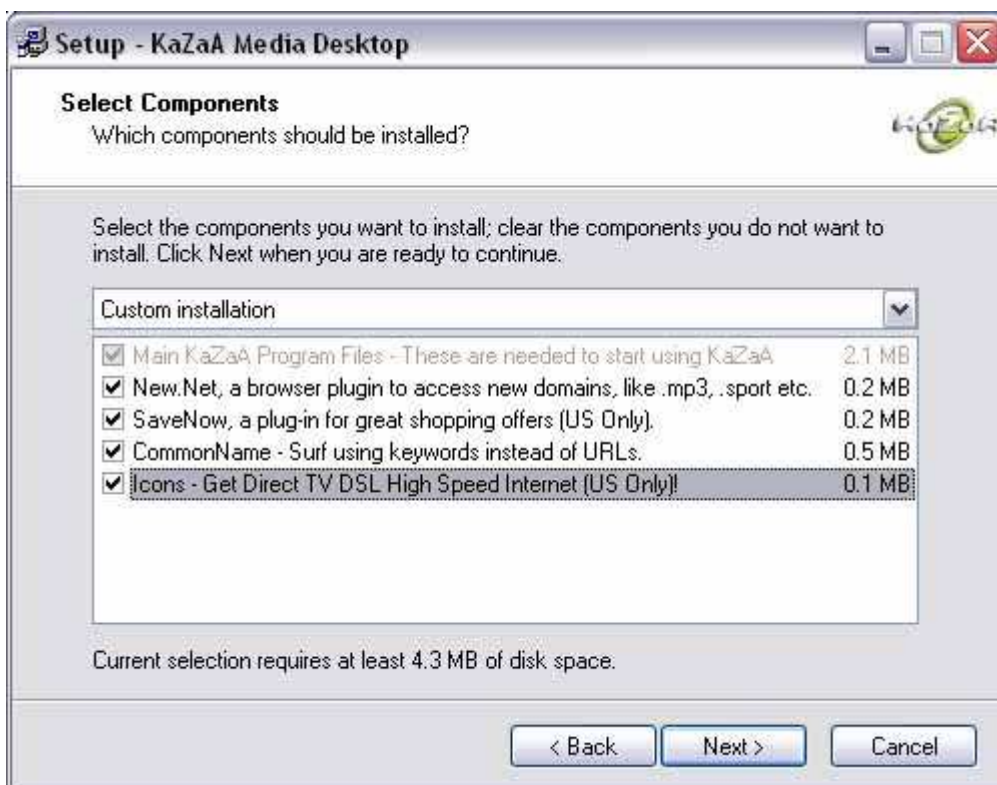 Setup - KaZaA Media Desktop
Select Components
Which components should be installed?
KaZaA
Select the components you want to install; clear the components you do not want to
install. Click Next when you are ready to continue.
Custom installation
Main KaZaA Program Files - These are needed to start using KaZaA 2.1 MB
New.Net, a browser plugin to access new domains, like .mp3, .sport etc. 0.2 MB
SaveNow, a plug-in for great shopping offers (US Only). 0.2 MB
CommonName - Surf using keywords instead of URLs. 0.5 MB
Icons - Get Direct TV DSL High Speed Internet (US Only)! 0.1 MB
Current selection requires at least 4.3 MB of disk space.
< Back
Next >
Cancel